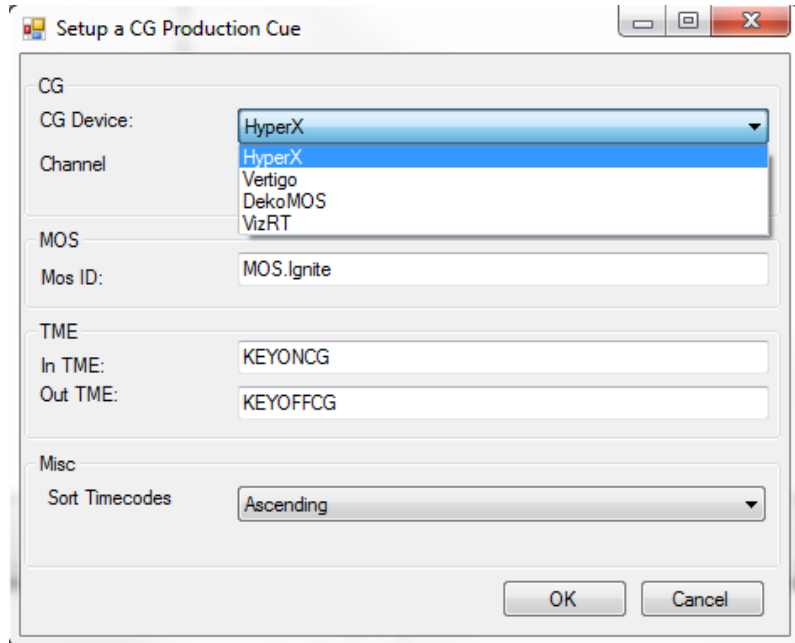 Setup a CG Production Cue
CG
CG Device:
HyperX
HyperX
Vertigo
DekoMOS
VizRT
Channel
MOS
Mos ID:
MOS.Ignite
TME
In TME:
KEYONCG
Out TME:
KEYOFFCG
Misc
Sort Timecodes
Ascending
OK
Cancel